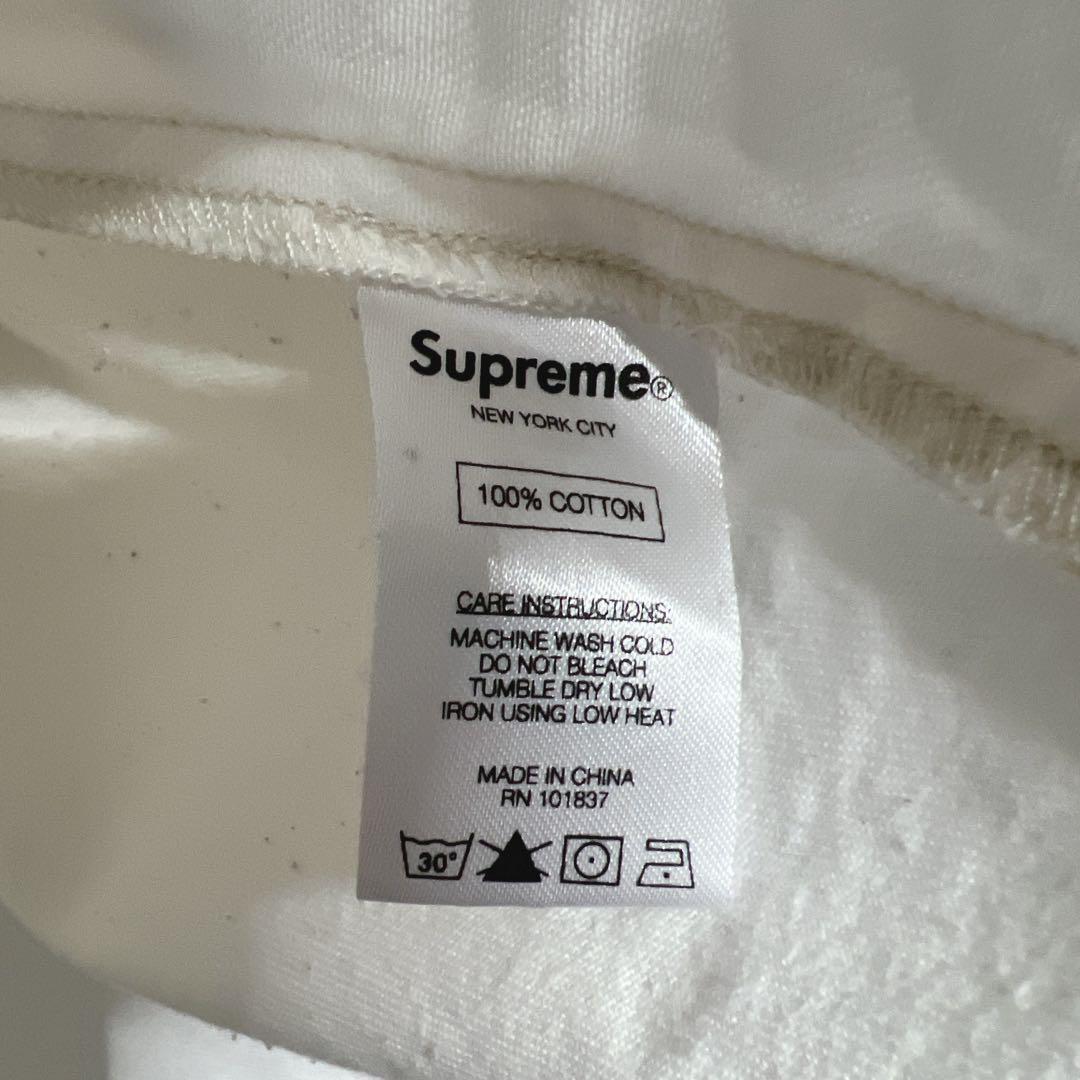 Supreme®
NEW YORK CITY
100% COTTON
CARE INSTRUCTIONS:
MACHINE WASH COLD
DO NOT BLEACH
TUMBLE DRY LOW
IRON USING LOW HEAT
MADE IN CHINA
RN 101837
30°